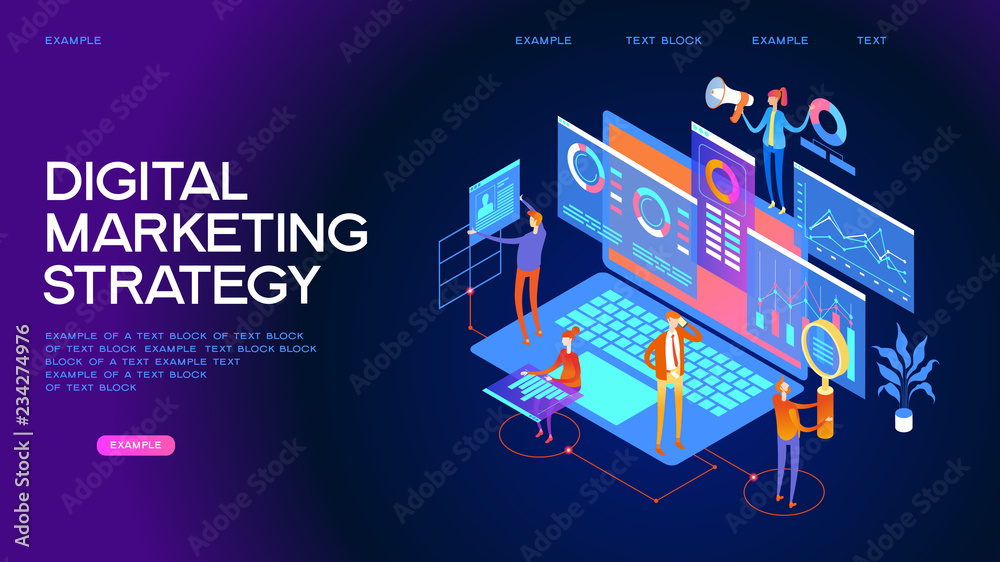 EXAMPLE EXAMPLE TEXT BLOCK EXAMPLE TEXT
DIGITAL
MARKETING
STRATEGY
EXAMPLE OF A TEXT BLOCK OF TEXT BLOCK
OF TEXT BLOCK EXAMPLE TEXT BLOCK BLOCK
BLOCK OF A TEXT EXAMPLE TEXT
EXAMPLE OF A TEXT BLOCK
OF TEXT BLOCK
EXAMPLE
Adobe Stock | #234274976
Adobe Stock